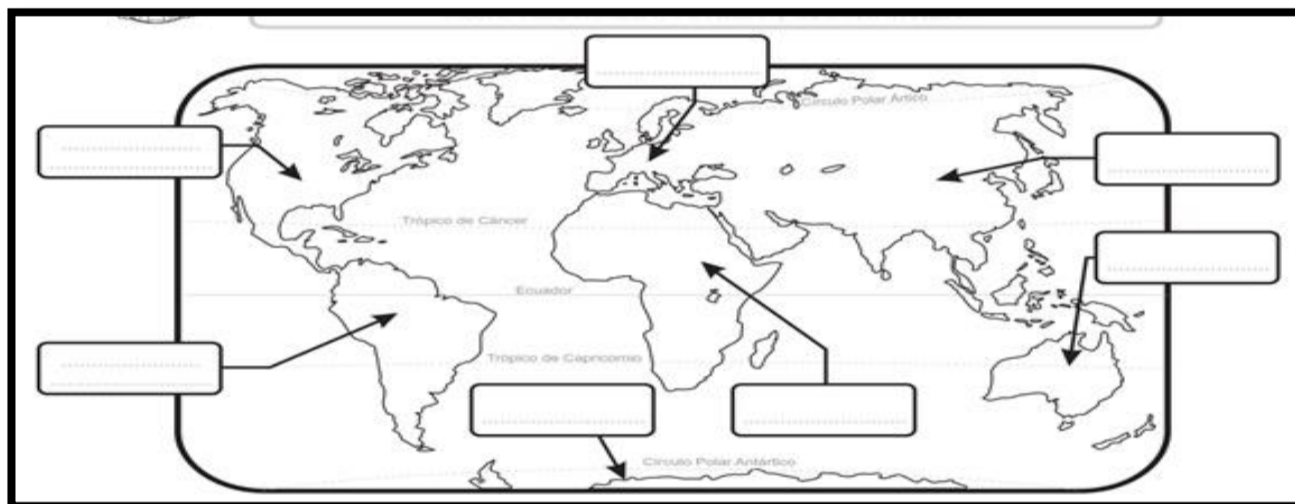 Círculo Polar Ártico
Trópico de Cáncer
Ecuador
Trópico de Capricornio
Círculo Polar Antártico